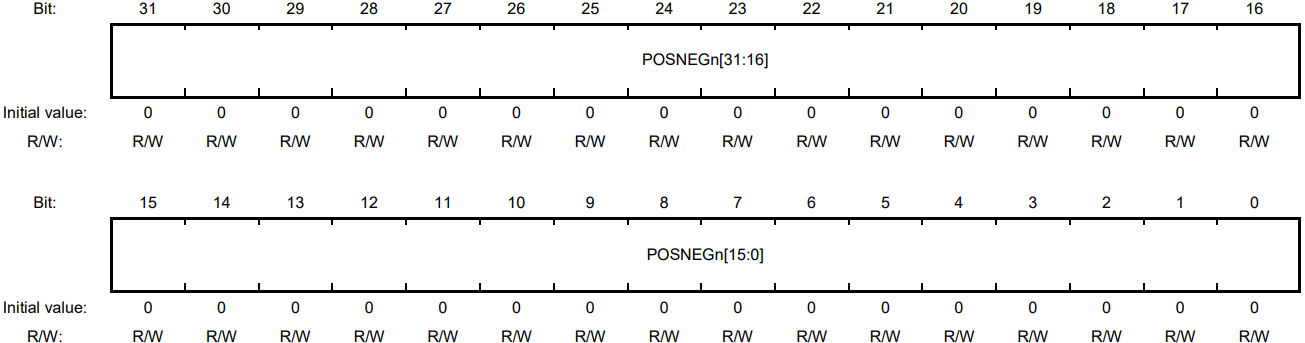 Bit: 31 30 29 28 27 26 25 24 23 22 21 20 19 18 17 16
POSNEGn[31:16]
Initial value: 0 0 0 0 0 0 0 0 0 0 0 0 0 0 0 0
R/W: R/W R/W R/W R/W R/W R/W R/W R/W R/W R/W R/W R/W R/W R/W R/W R/W
Bit: 15 14 13 12 11 10 9 8 7 6 5 4 3 2 1 0
POSNEGn[15:0]
Initial value: 0 0 0 0 0 0 0 0 0 0 0 0 0 0 0 0
R/W: R/W R/W R/W R/W R/W R/W R/W R/W R/W R/W R/W R/W R/W R/W R/W R/W